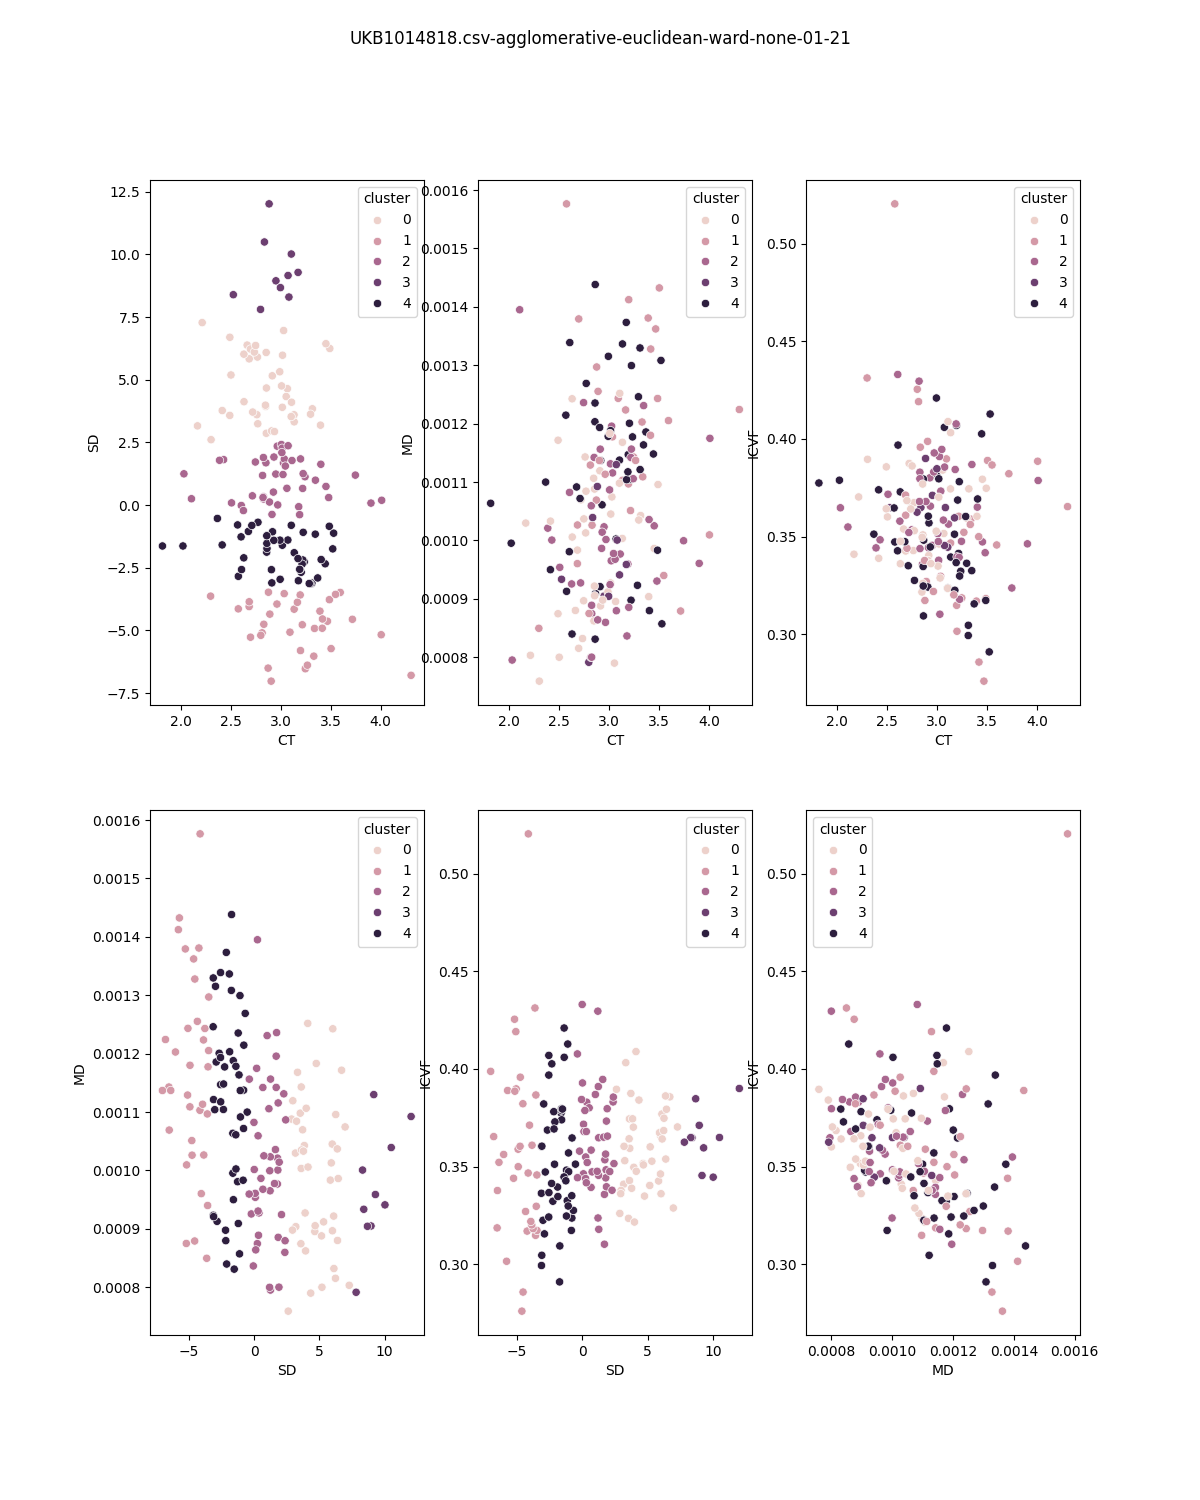 UKB1014818.csv-agglomerative-euclidean-ward-none-01-21
12.5
10.0
7.5
5.0
2.5
0.0
−2.5
−5.0
−7.5
SD
2.0 2.5 3.0 3.5 4.0
CT
cluster
0
1
2
3
4
0.0016
0.0015
0.0014
0.0013
0.0012
0.0011
0.0010
0.0009
0.0008
MD
2.0 2.5 3.0 3.5 4.0
CT
cluster
0
1
2
3
4
0.50
0.45
0.40
0.35
0.30
ICVF
2.0 2.5 3.0 3.5 4.0
CT
cluster
0
1
2
3
4
0.0016
0.0015
0.0014
0.0013
0.0012
0.0011
0.0010
0.0009
0.0008
MD
−5 0 5 10
SD
cluster
0
1
2
3
4
0.50
0.45
0.40
0.35
0.30
ICVF
−5 0 5 10
SD
cluster
0
1
2
3
4
0.50
0.45
0.40
0.35
0.30
ICVF
0.0008 0.0010 0.0012 0.0014 0.0016
MD
cluster
0
1
2
3
4